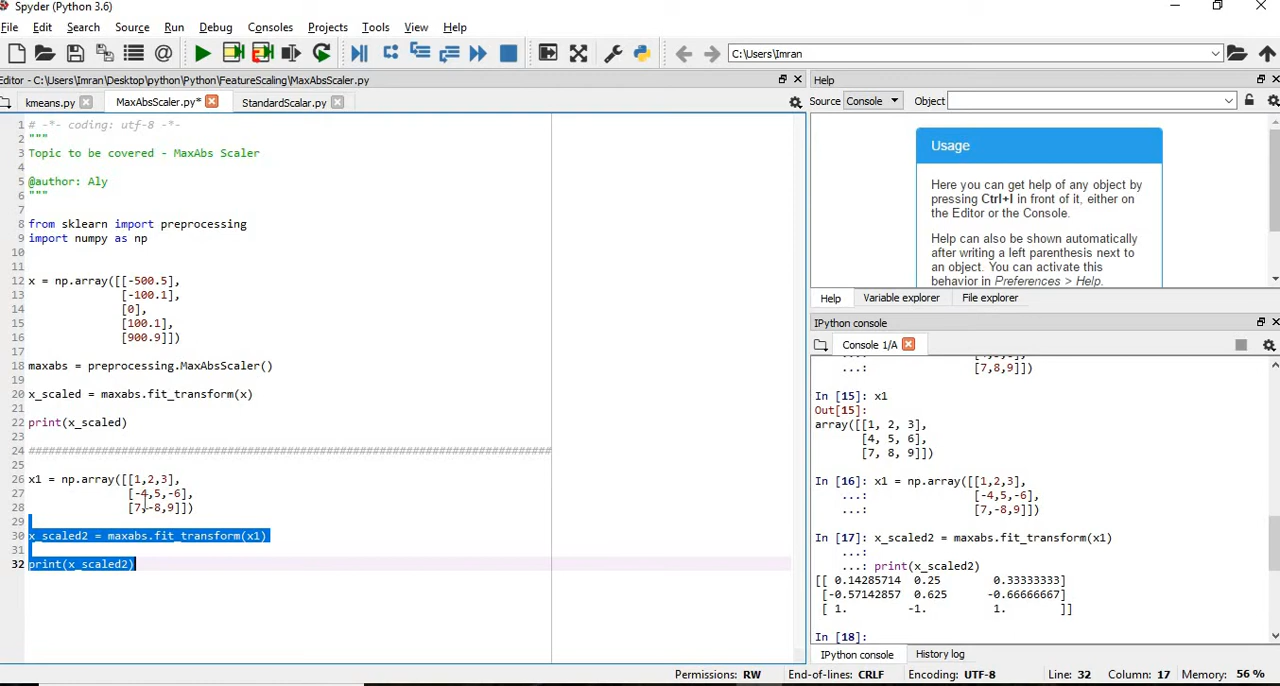 Spyder (Python 3.6)
File Edit Search Source Run Debug Consoles Projects Tools View Help
C:\Users\Imran
Editor - C:\Users\Imran\Desktop\python\Python\FeatureScaling\MaxAbsScaler.py
kmeans.py MaxAbsScaler.py* StandardScalar.py
1 # -*- coding: utf-8 -*-
2 """
3 Topic to be covered - MaxAbs Scaler
4
5 @author: Aly
6 """
7
8 from sklearn import preprocessing
9 import numpy as np
10
11
12 x = np.array([[-500.5],
13 [-100.1],
14 [0],
15 [100.1],
16 [900.9]])
17
18 maxabs = preprocessing.MaxAbsScaler()
19
20 x_scaled = maxabs.fit_transform(x)
21
22 print(x_scaled)
23
24 ###############################################################################
25
26 x1 = np.array([[1,2,3],
27 [-4,5,-6],
28 [7,-8,9]])
29
30 x_scaled2 = maxabs.fit_transform(x1)
31
32 print(x_scaled2)
Help
Source Console Object
Usage
Here you can get help of any object by
pressing Ctrl+I in front of it, either on
the Editor or the Console.
Help can also be shown automatically
after writing a left parenthesis next to
an object. You can activate this
behavior in Preferences > Help.
Help Variable explorer File explorer
IPython console
Console 1/A
...: [7,8,9]])
In [15]: x1
Out[15]:
array([[1, 2, 3],
[4, 5, 6],
[7, 8, 9]])
In [16]: x1 = np.array([[1,2,3],
...: [-4,5,-6],
...: [7,-8,9]])
In [17]: x_scaled2 = maxabs.fit_transform(x1)
...:
...: print(x_scaled2)
[[ 0.14285714 0.25 0.33333333]
[-0.57142857 0.625 -0.66666667]
[ 1. -1. 1. ]]
In [18]:
IPython console History log
Permissions: RW End-of-lines: CRLF Encoding: UTF-8 Line: 32 Column: 17 Memory: 56 %